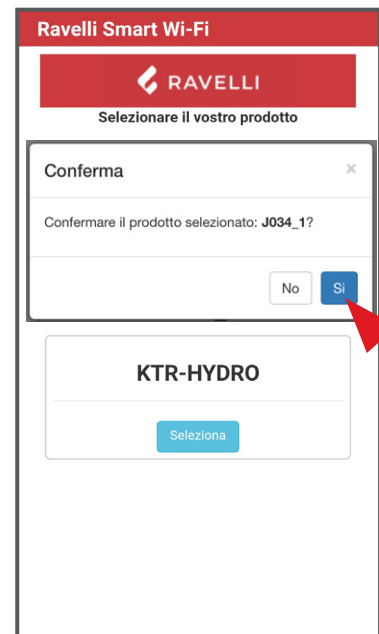 Ravelli Smart Wi-Fi
RAVELLI
Selezionare il vostro prodotto
Conferma ×
Confermare il prodotto selezionato: J034_1?
No Si
KTR-HYDRO
Seleziona